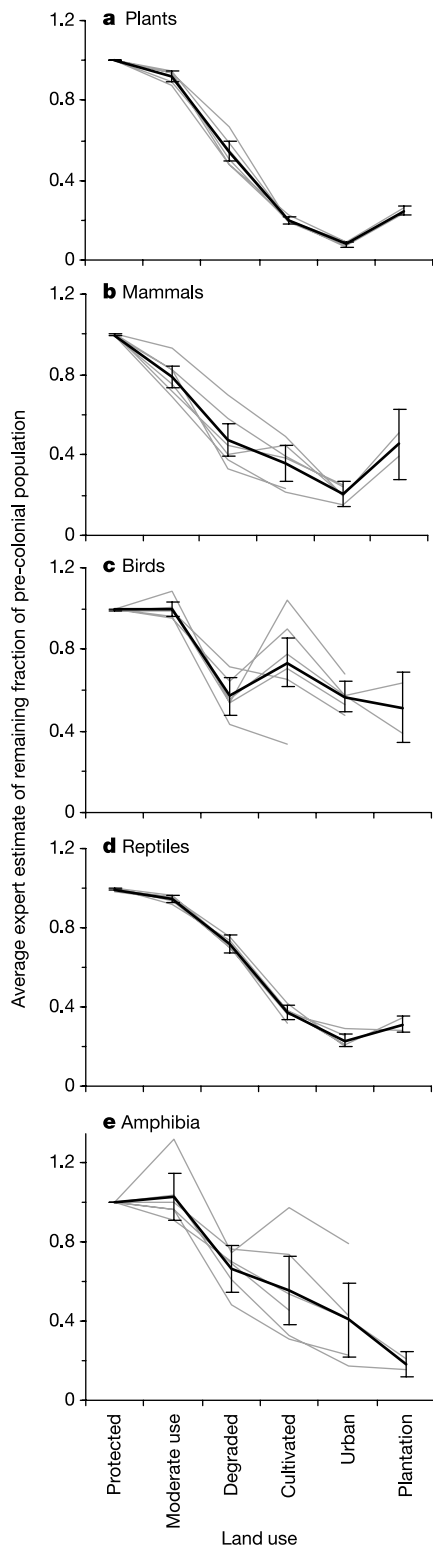 Average expert estimate of remaining fraction of pre-colonial population
a Plants
1.2
0.8
0.4
0
b Mammals
1.2
0.8
0.4
0
c Birds
1.2
0.8
0.4
0
d Reptiles
1.2
0.8
0.4
0
e Amphibia
1.2
0.8
0.4
0
Protected
Moderate use
Degraded
Cultivated
Urban
Plantation
Land use